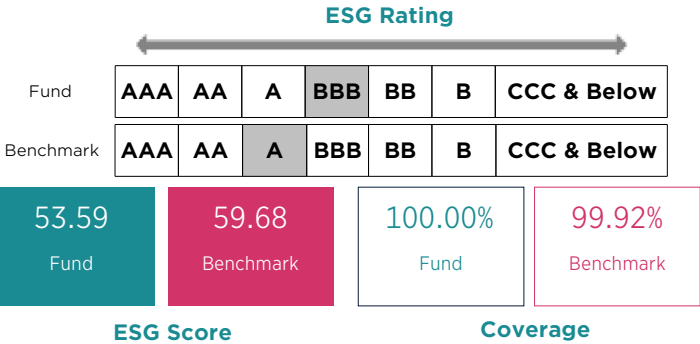 ESG Rating
Fund AAA AA A BBB BB B CCC & Below
Benchmark AAA AA A BBB BB B CCC & Below
53.59 59.68 100.00% 99.92%
Fund Benchmark Fund Benchmark
ESG Score Coverage